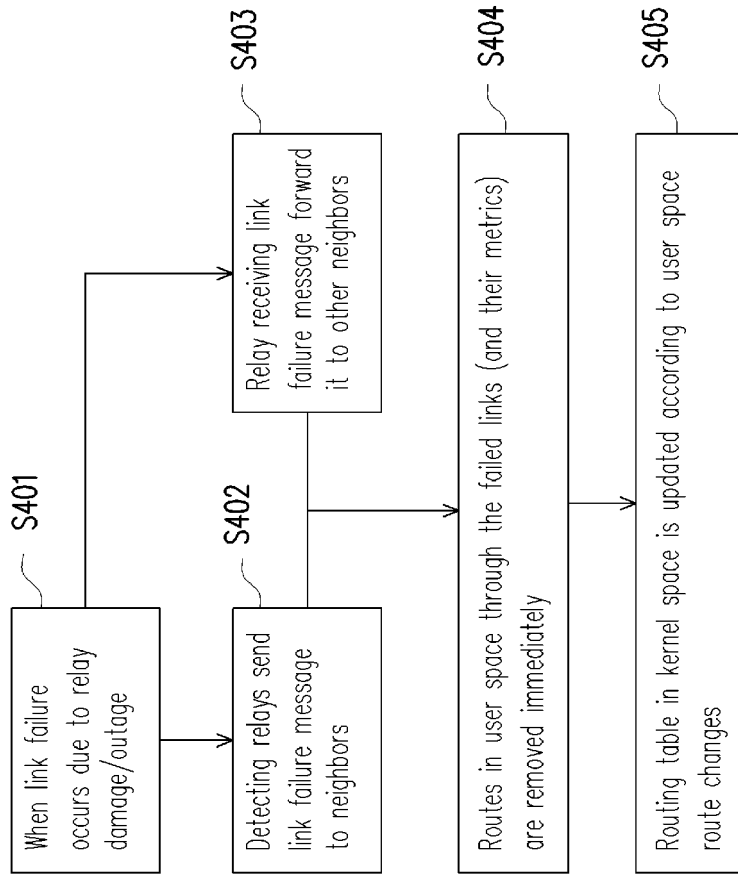 S401
When link failure
occurs due to relay
damage/outage
S402
Detecting relays send
link failure message
to neighbors
S403
Relay receiving link
failure message forward
it to other neighbors
S404
Routes in user space through the failed links (and their metrics)
are removed immediately
S405
Routing table in kernel space is updated according to user space
route changes